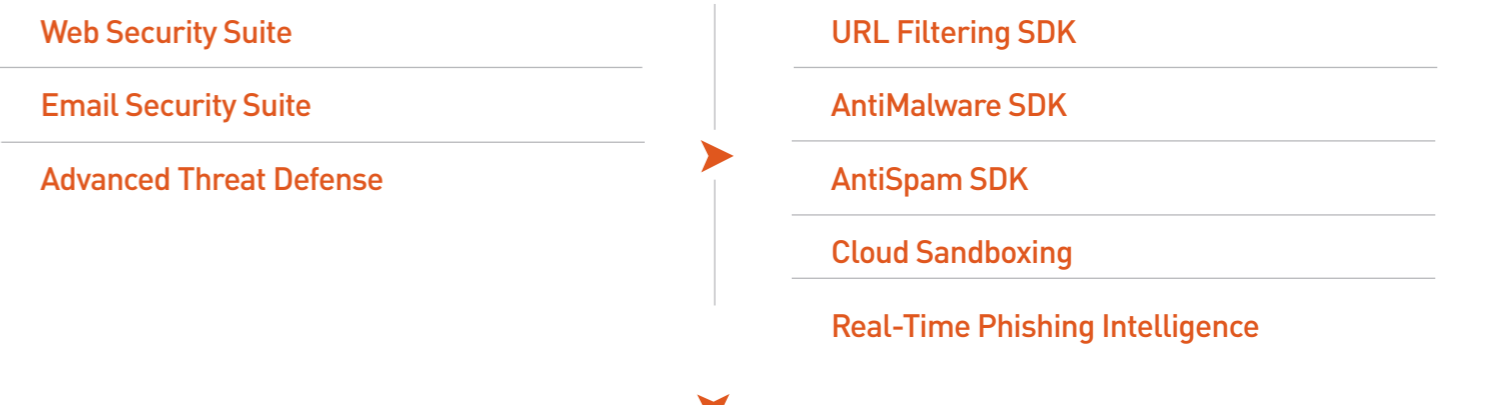 Web Security Suite
Email Security Suite
Advanced Threat Defense
URL Filtering SDK
AntiMalware SDK
AntiSpam SDK
Cloud Sandboxing
Real-Time Phishing Intelligence